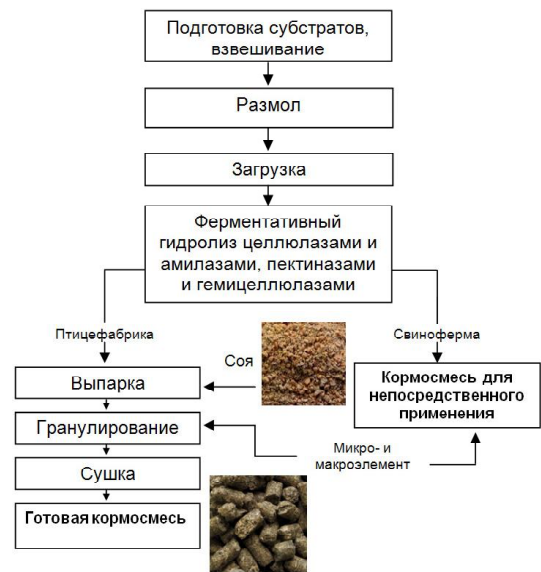 Подготовка субстратов,
взвешивание
Размол
Загрузка
Ферментативный
гидролиз целлюлазами и
амилазами, пектиназами
и гемицеллюлазами
Птицефабрика
Свиноферма
Соя
Выпарка
Кормосмесь для
непосредственного
применения
Гранулирование
Микро- и
макроэлемент
Сушка
Готовая кормосмесь